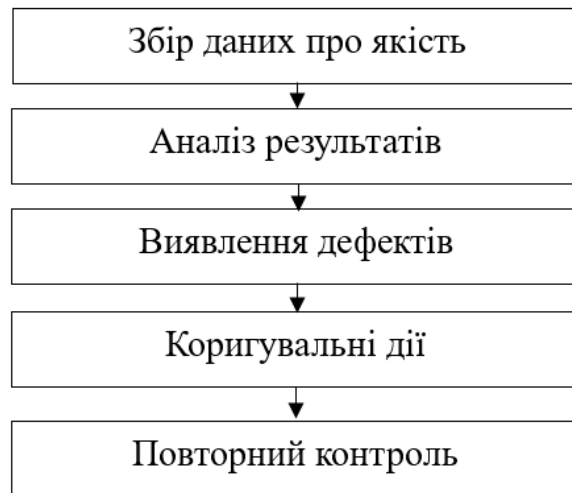 Збір даних про якість
Аналіз результатів
Виявлення дефектів
Коригувальні дії
Повторний контроль